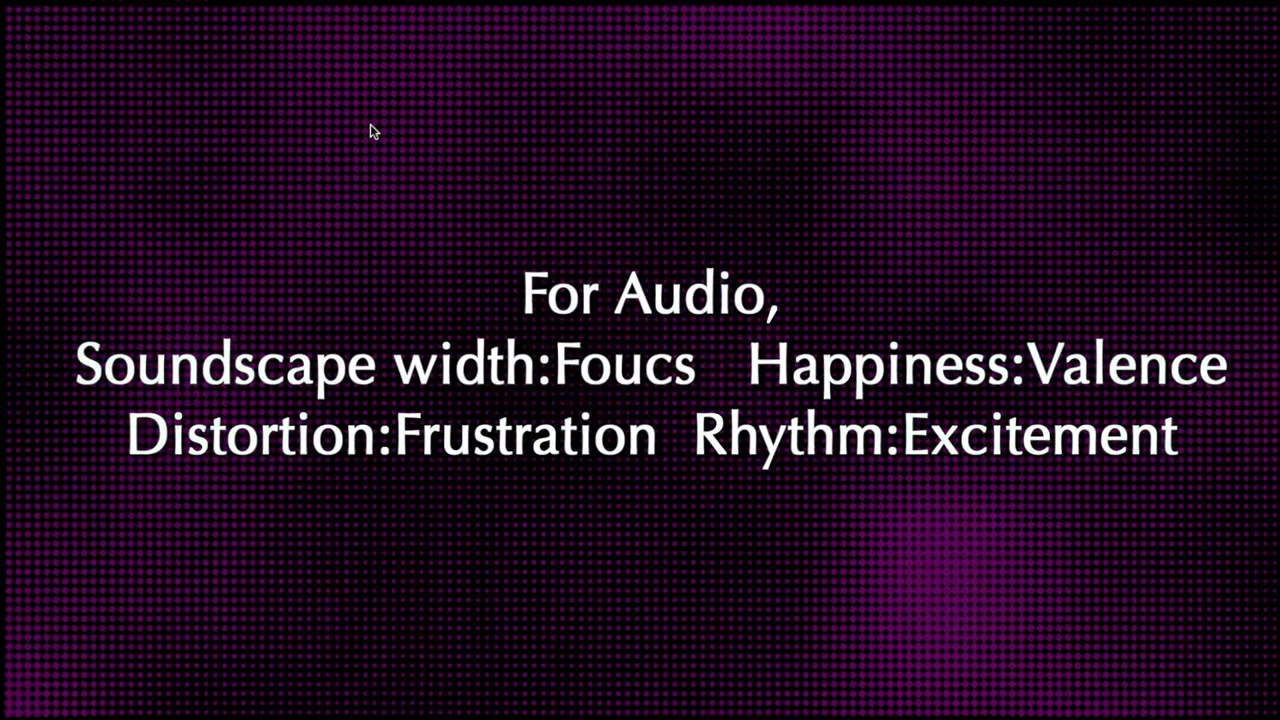 For Audio,
Soundscape width:Foucs Happiness:Valence
Distortion:Frustration Rhythm:Excitement